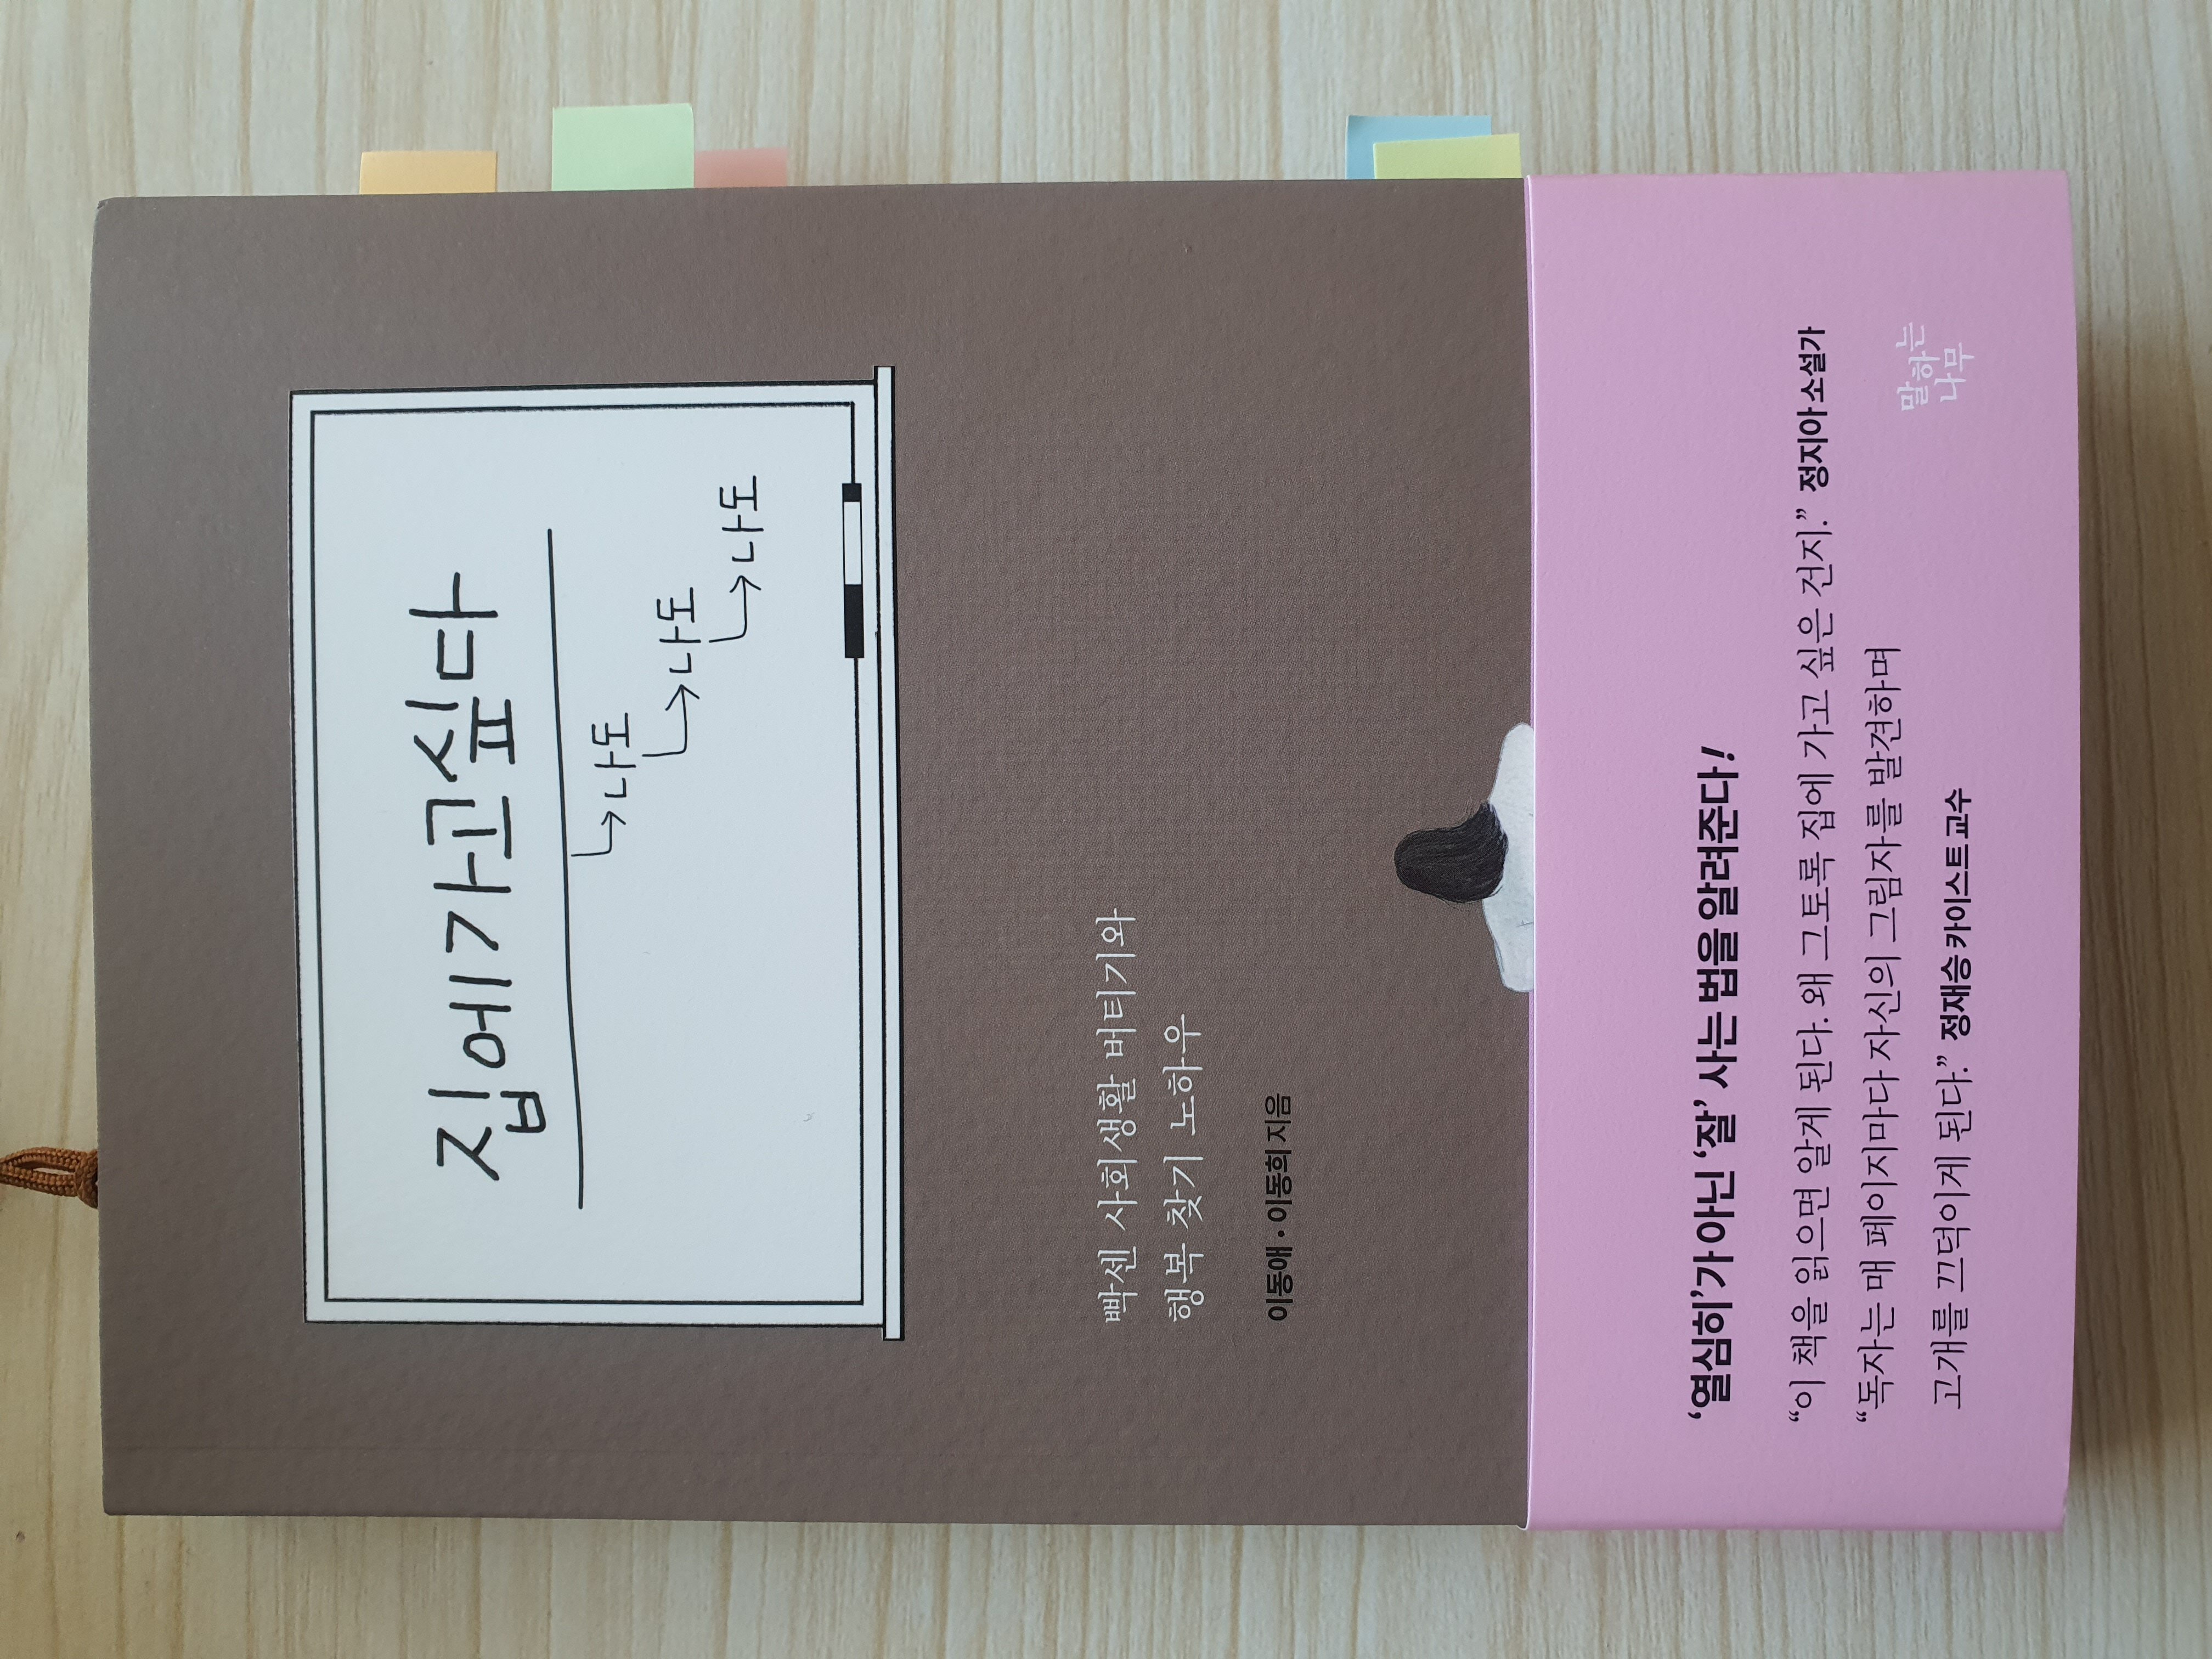 집에가고싶다
→나도
→나도
→나도
빡센 사회생활 버티기와
행복 찾기 노하우
이동애 • 이동희 지음
‘열심히’가 아닌 ‘잘’ 사는 법을 알려준다!
“이 책을 읽으면 알게 된다. 왜 그토록 집에 가고 싶은 건지.” 정지아 소설가
“독자는 매 페이지마다 자신의 그림자를 발견하며
고개를 끄덕이게 된다.” 정재승 카이스트 교수
말하는
나무